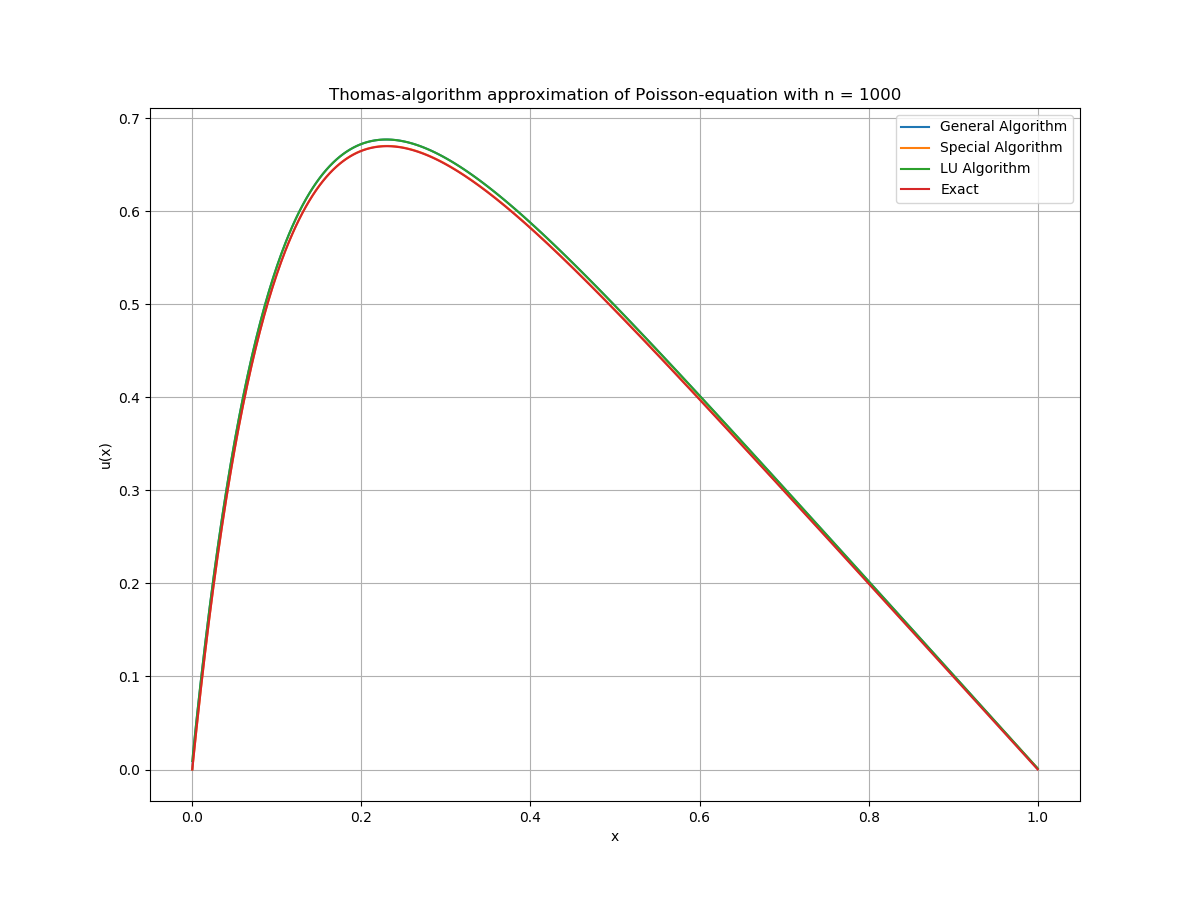 Thomas-algorithm approximation of Poisson-equation with n = 1000
General Algorithm
Special Algorithm
LU Algorithm
Exact
0.7
0.6
0.5
0.4
0.3
0.2
0.1
0.0
u(x)
0.0 0.2 0.4 0.6 0.8 1.0
x